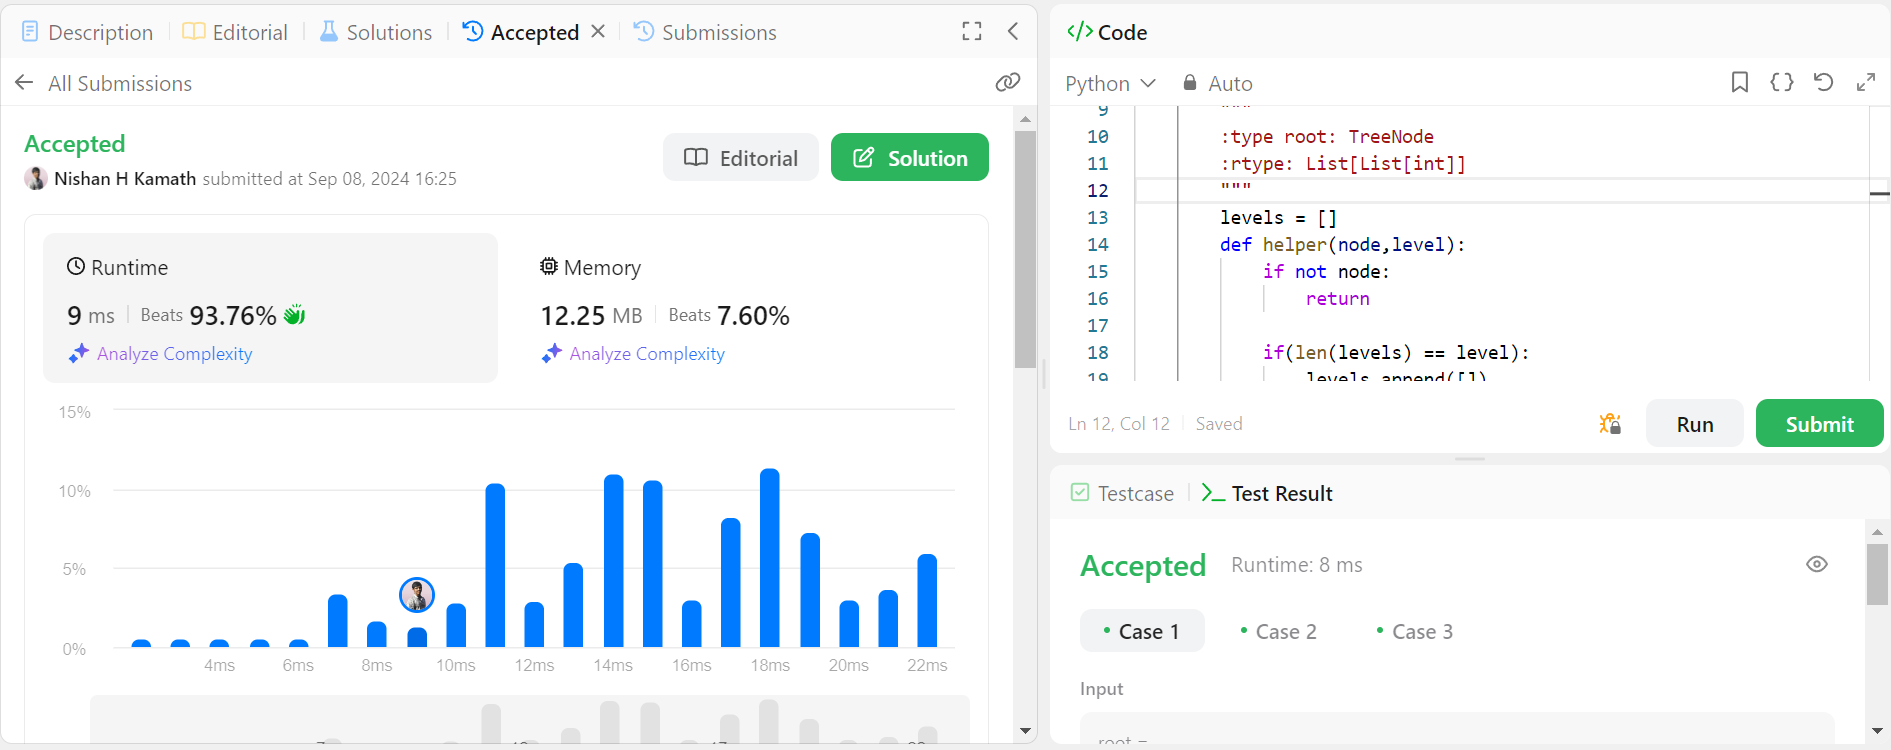 Description Editorial Solutions Accepted Submissions
All Submissions
Accepted
Nishan H Kamath submitted at Sep 08, 2024 16:25
Editorial Solution
Runtime
9 ms Beats 93.76%
Analyze Complexity
Memory
12.25 MB Beats 7.60%
Analyze Complexity
15%
10%
5%
0%
4ms 6ms 8ms 10ms 12ms 14ms 16ms 18ms 20ms 22ms
</> Code
Python Auto
9 """
10 :type root: TreeNode
11 :rtype: List[List[int]]
12 """
13 levels = []
14 def helper(node,level):
15 if not node:
16 return
17
18 if(len(levels) == level):
19 levels.append([])
Ln 12, Col 12 Saved
Run Submit
Testcase Test Result
Accepted Runtime: 8 ms
Case 1 Case 2 Case 3
Input
root =